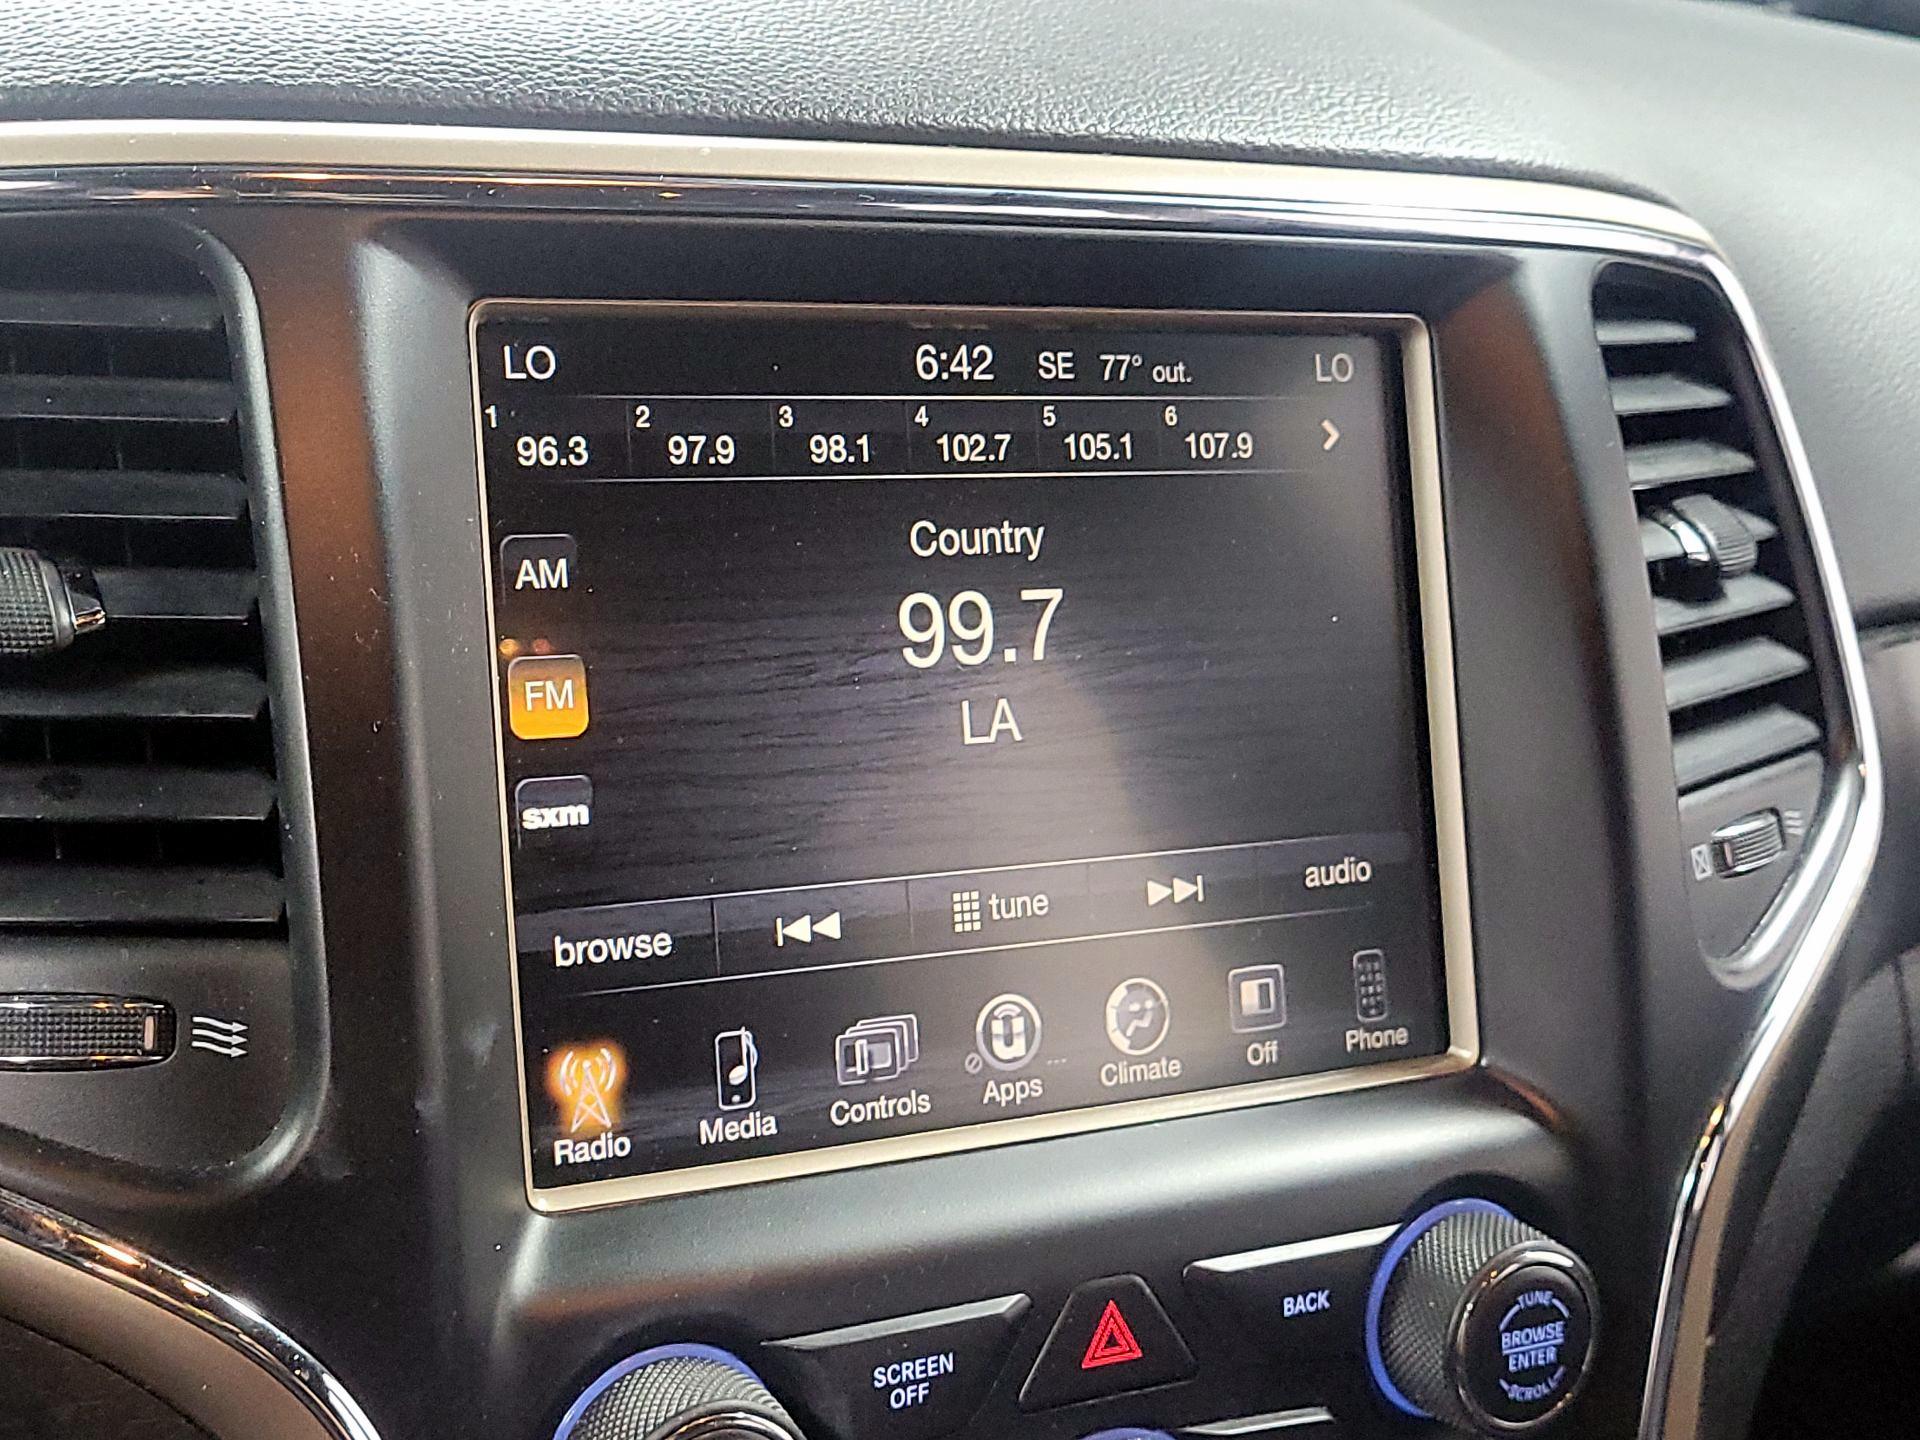 LO 6:42 SE 77° out. LO
1 96.3 2 97.9 3 98.1 4 102.7 5 105.1 6 107.9
Country
AM
99.7
FM
LA
sxm
browse tune audio
Radio Media Controls Apps Climate Off Phone
SCREEN
OFF
BACK
TUNE
BROWSE
ENTER
SCROLL